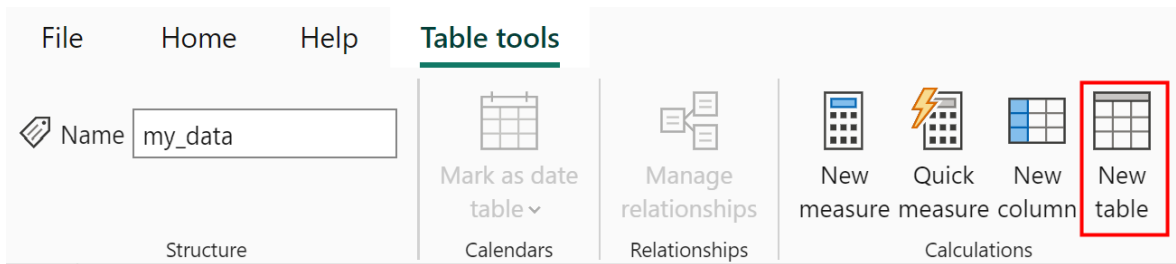 File Home Help Table tools
Name my_data
Mark as date
table
Manage
relationships
New
measure
Quick
measure
New
column
New
table
Structure Calendars Relationships Calculations